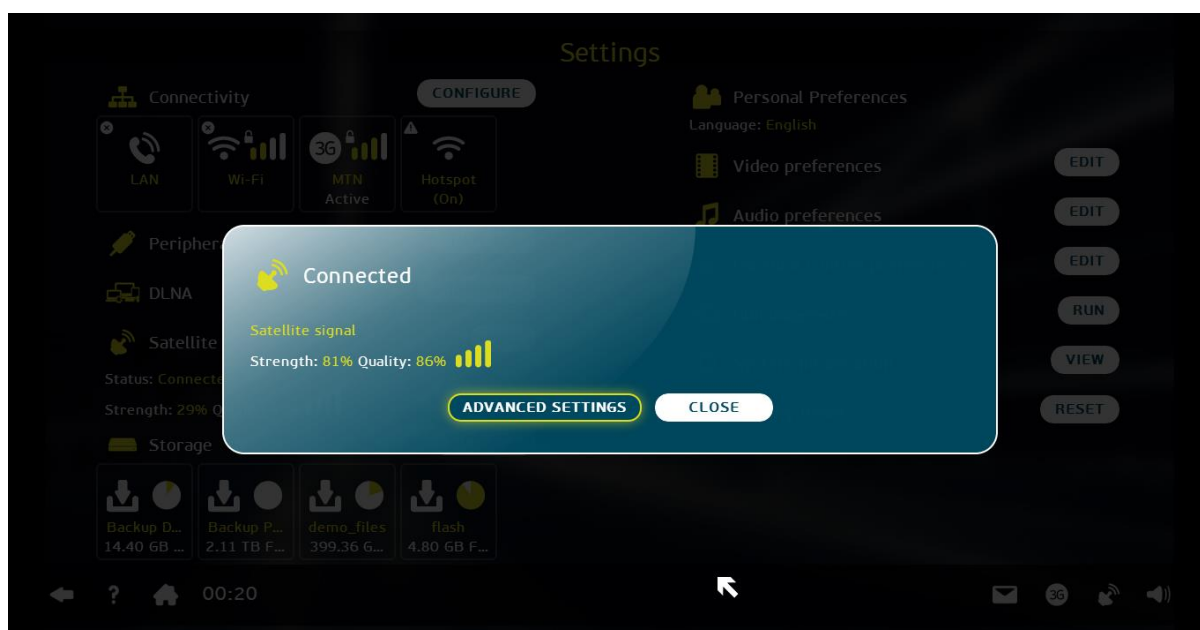 Settings
Connectivity
CONFIGURE
LAN
Wi-Fi
3G
MTN
Active
Hotspot
(On)
Personal Preferences
Language: English
Video preferences
EDIT
Audio preferences
EDIT
EDIT
RUN
VIEW
RESET
Peripher
DLNA
Satellite
Status: Connecte
Strength: 29% Q
Connected
Satellite signal
Strength: 81% Quality: 86%
ADVANCED SETTINGS
CLOSE
Storage
Backup D...
14.40 GB ...
Backup P...
2.11 TB F...
demo_files
399.36 G...
flash
4.80 GB F...
?
00:20
3G